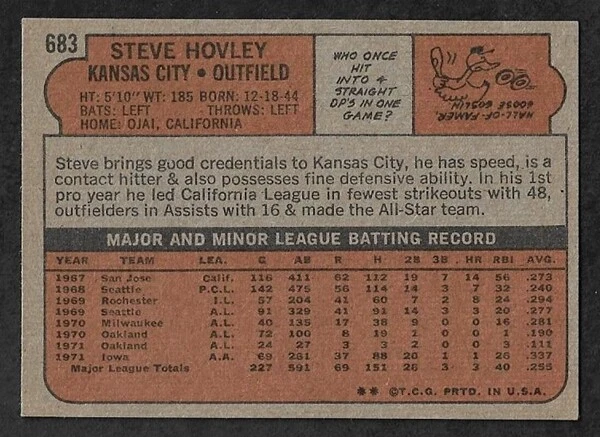 683
STEVE HOVLEY
KANSAS CITY • OUTFIELD
HT: 5'10" WT: 185 BORN: 12-18-44
BATS: LEFT THROWS: LEFT
HOME: OJAI, CALIFORNIA
WHO ONCE
HIT
INTO 4
STRAIGHT
DP'S IN ONE
GAME?
HALL-OF-FAMER
GOOSE GOSLIN
Steve brings good credentials to Kansas City, he has speed, is a
contact hitter & also possesses fine defensive ability. In his 1st
pro year he led California League in fewest strikeouts with 48,
outfielders in Assists with 16 & made the All-Star team.
MAJOR AND MINOR LEAGUE BATTING RECORD
YEAR TEAM LEA. G AB R H 2B 3B HR RBI AVG.
1967 San Jose Calif. 116 411 62 112 19 7 14 56 .273
1968 Seattle P.C.L. 142 475 56 114 14 3 7 32 .240
1969 Rochester I.L. 57 204 41 60 7 2 8 24 .294
1969 Seattle A.L. 91 329 41 91 14 3 3 20 .277
1970 Milwaukee A.L. 40 135 17 38 9 0 0 16 .281
1970 Oakland A.L. 72 100 8 19 1 0 0 1 .190
1971 Oakland A.L. 24 27 3 3 2 0 0 3 .111
1971 Iowa A.A. 69 261 37 88 20 1 1 26 .337
Major League Totals 227 591 69 151 26 3 3 40 .255
** ©T.C.G. PRTD. IN U.S.A.